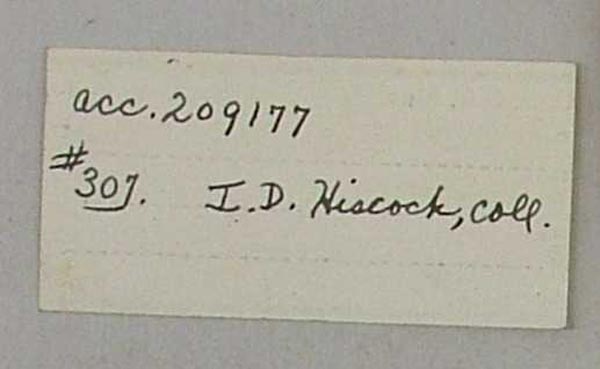 acc. 209177
#307. I.D. Hiscock, coll.